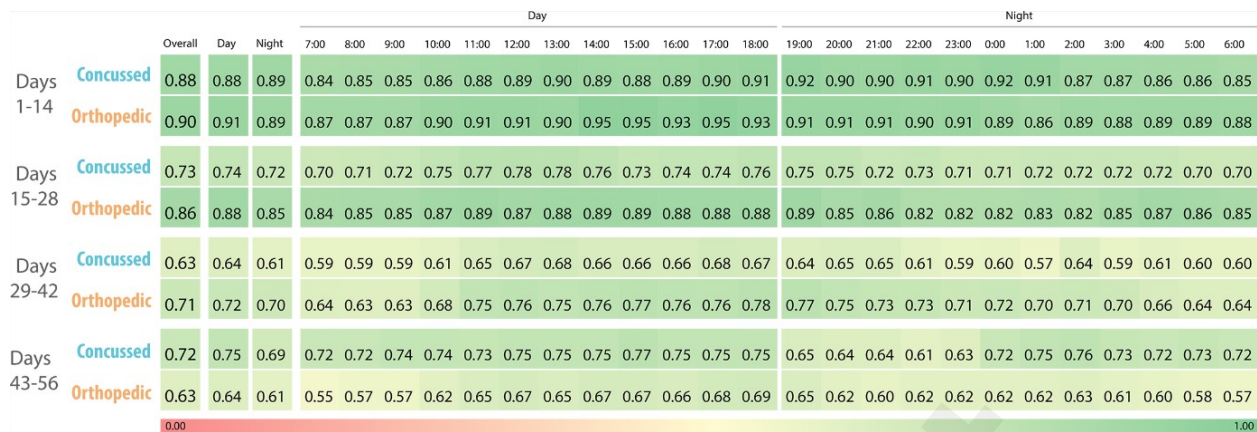 Day Night
Overall Day Night 7:00 8:00 9:00 10:00 11:00 12:00 13:00 14:00 15:00 16:00 17:00 18:00 19:00 20:00 21:00 22:00 23:00 0:00 1:00 2:00 3:00 4:00 5:00 6:00
Days 1-14
Concussed 0.88 0.88 0.89 0.84 0.85 0.85 0.86 0.88 0.89 0.90 0.89 0.88 0.89 0.90 0.91 0.92 0.90 0.90 0.91 0.90 0.92 0.91 0.87 0.87 0.86 0.86 0.85
Orthopedic 0.90 0.91 0.89 0.87 0.87 0.87 0.90 0.91 0.91 0.90 0.95 0.95 0.93 0.95 0.93 0.91 0.91 0.91 0.90 0.91 0.89 0.86 0.89 0.88 0.89 0.89 0.88
Days 15-28
Concussed 0.73 0.74 0.72 0.70 0.71 0.72 0.75 0.77 0.78 0.78 0.76 0.73 0.74 0.74 0.76 0.75 0.75 0.72 0.73 0.71 0.71 0.72 0.72 0.72 0.72 0.70 0.70
Orthopedic 0.86 0.88 0.85 0.84 0.85 0.85 0.87 0.89 0.87 0.88 0.89 0.89 0.88 0.88 0.88 0.89 0.85 0.86 0.82 0.82 0.82 0.83 0.82 0.85 0.87 0.86 0.85
Days 29-42
Concussed 0.63 0.64 0.61 0.59 0.59 0.59 0.61 0.65 0.67 0.68 0.66 0.66 0.66 0.68 0.67 0.64 0.65 0.65 0.61 0.59 0.60 0.57 0.64 0.59 0.61 0.60 0.60
Orthopedic 0.71 0.72 0.70 0.64 0.63 0.63 0.68 0.75 0.76 0.75 0.76 0.77 0.76 0.76 0.78 0.77 0.75 0.73 0.73 0.71 0.72 0.70 0.71 0.70 0.66 0.64 0.64
Days 43-56
Concussed 0.72 0.75 0.69 0.72 0.72 0.74 0.74 0.73 0.75 0.75 0.75 0.77 0.75 0.75 0.75 0.65 0.64 0.64 0.61 0.63 0.72 0.75 0.76 0.73 0.72 0.73 0.72
Orthopedic 0.63 0.64 0.61 0.55 0.57 0.57 0.62 0.65 0.67 0.65 0.67 0.67 0.66 0.68 0.69 0.65 0.62 0.60 0.62 0.62 0.62 0.62 0.63 0.61 0.60 0.58 0.57
0.00 1.00